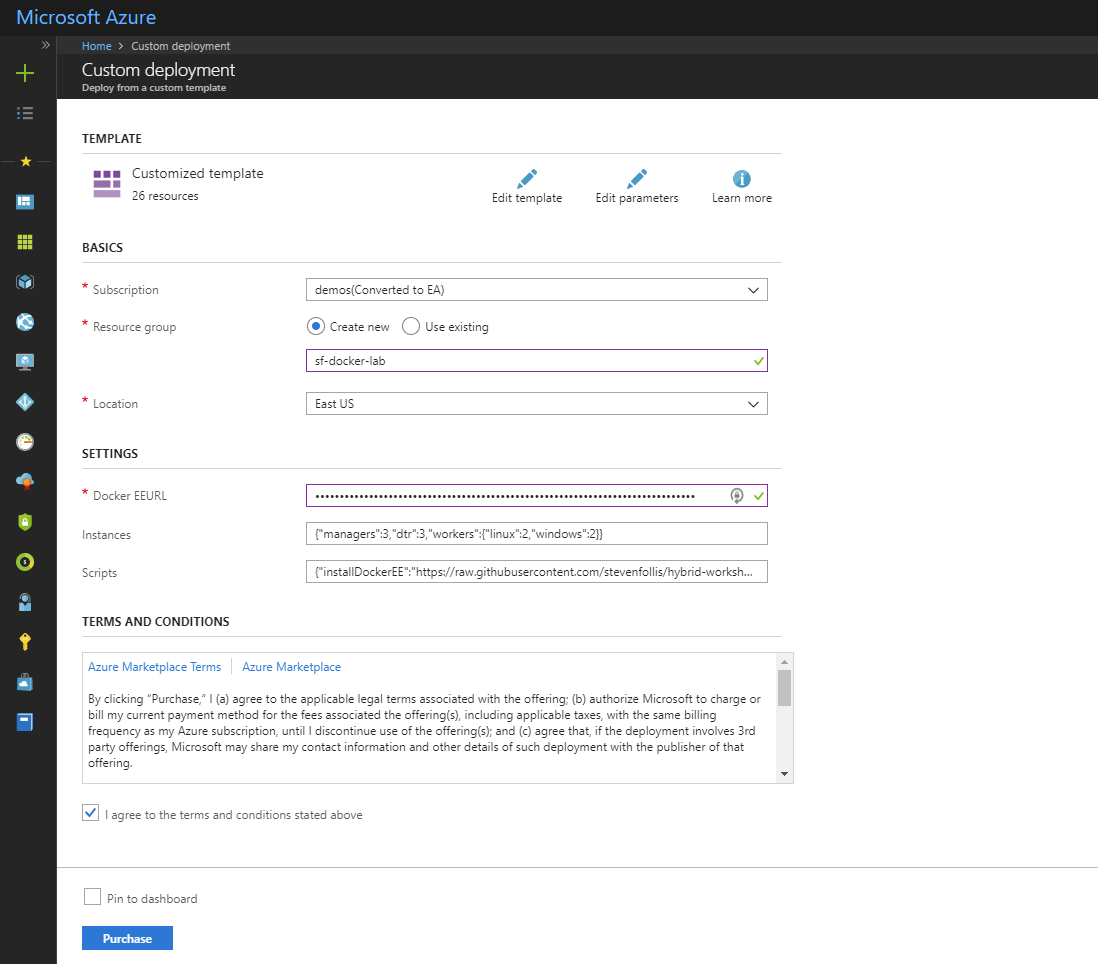 Microsoft Azure
Home > Custom deployment
Custom deployment
Deploy from a custom template
TEMPLATE
Customized template
26 resources
Edit template
Edit parameters
Learn more
BASICS
* Subscription
demos(Converted to EA)
* Resource group
Create new
Use existing
sf-docker-lab
* Location
East US
SETTINGS
* Docker EEURL
Instances
{"managers":3,"dtr":3,"workers":{"linux":2,"windows":2}}
Scripts
{"installDockerEE":"https://raw.githubusercontent.com/stevenfollis/hybrid-worksh...
TERMS AND CONDITIONS
Azure Marketplace Terms | Azure Marketplace
By clicking “Purchase,” I (a) agree to the applicable legal terms associated with the offering; (b) authorize Microsoft to charge or
bill my current payment method for the fees associated the offering(s), including applicable taxes, with the same billing
frequency as my Azure subscription, until I discontinue use of the offering(s); and (c) agree that, if the deployment involves 3rd
party offerings, Microsoft may share my contact information and other details of such deployment with the publisher of that
offering.
I agree to the terms and conditions stated above
Pin to dashboard
Purchase